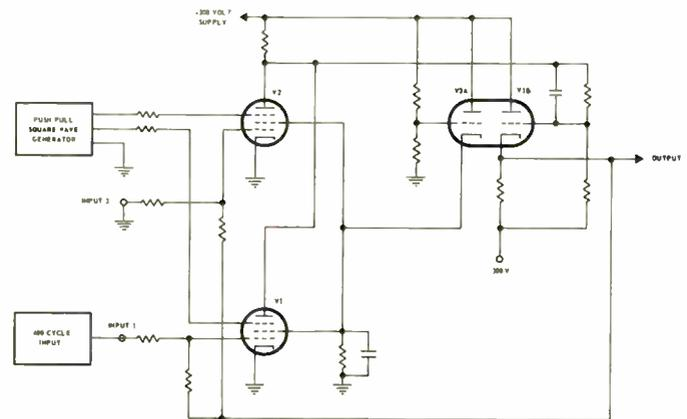 +300 VOLT
SUPPLY
V2
V3A
V3B
PUSH PULL
SQUARE WAVE
GENERATOR
OUTPUT
INPUT 2
300 V
V1
400 CYCLE
INPUT
INPUT 1